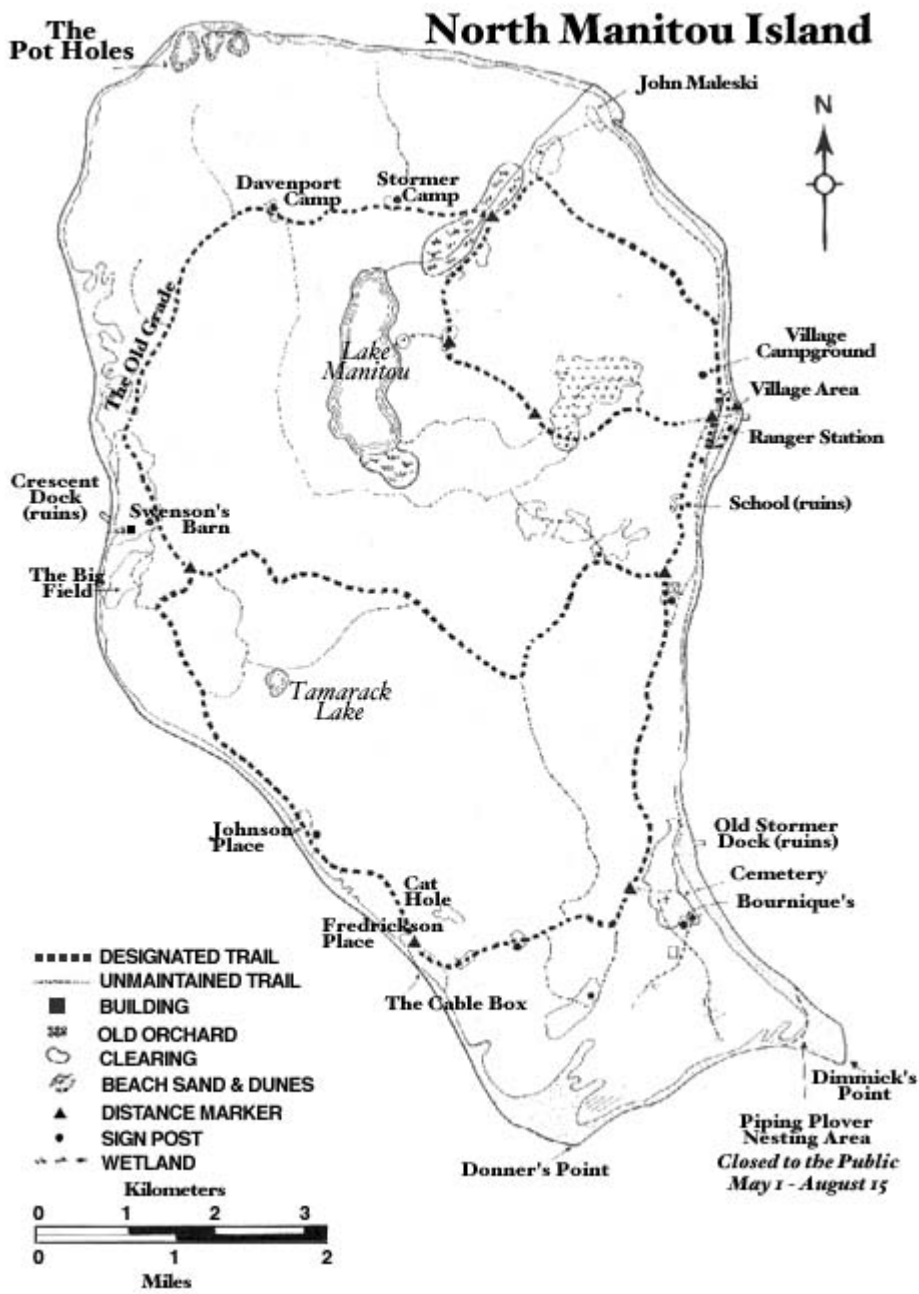 North Manitou Island
The
Pot Holes
John Maleski
N
Davenport
Camp
Stormer
Camp
The Old Grade
Lake
Manitou
Village
Campground
Village Area
Ranger Station
Crescent
Dock
(ruins)
Swenson's
Barn
School (ruins)
The Big
Field
Tamarack
Lake
Johnson
Place
Old Stormer
Dock (ruins)
Cat
Hole
Cemetery
Bournique's
Fredrickson
Place
The Cable Box
DESIGNATED TRAIL
UNMAINTAINED TRAIL
BUILDING
OLD ORCHARD
CLEARING
BEACH SAND & DUNES
DISTANCE MARKER
SIGN POST
WETLAND
Dimmick's
Point
Piping Plover
Nesting Area
Closed to the Public
May 1 - August 15
Donner's Point
Kilometers
0 1 2 3
0 1 2
Miles